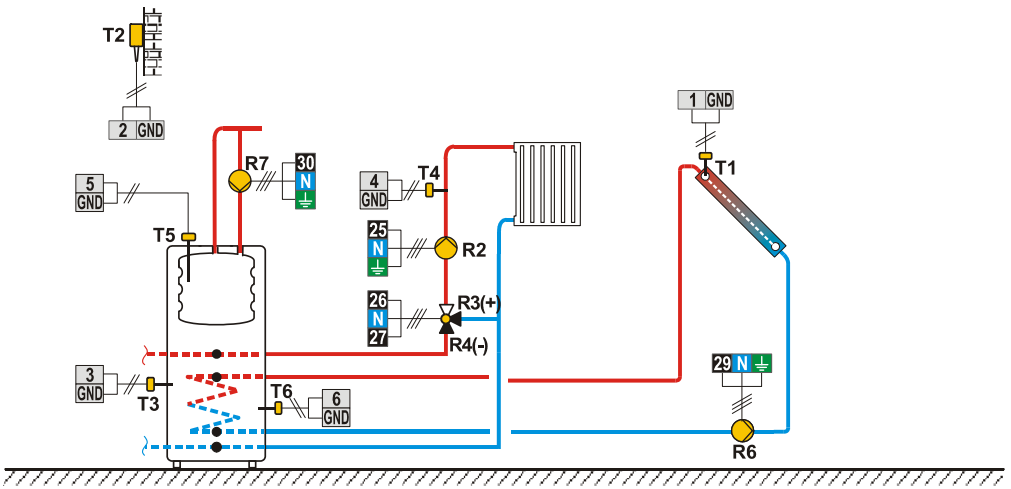 T2
2 GND
1 GND
T1
R7
30
N
5
GND
T5
4
GND
T4
25
N
R2
26
N
27
R3(+)
R4(-)
3
GND
T3
T6
6
GND
29 N
R6